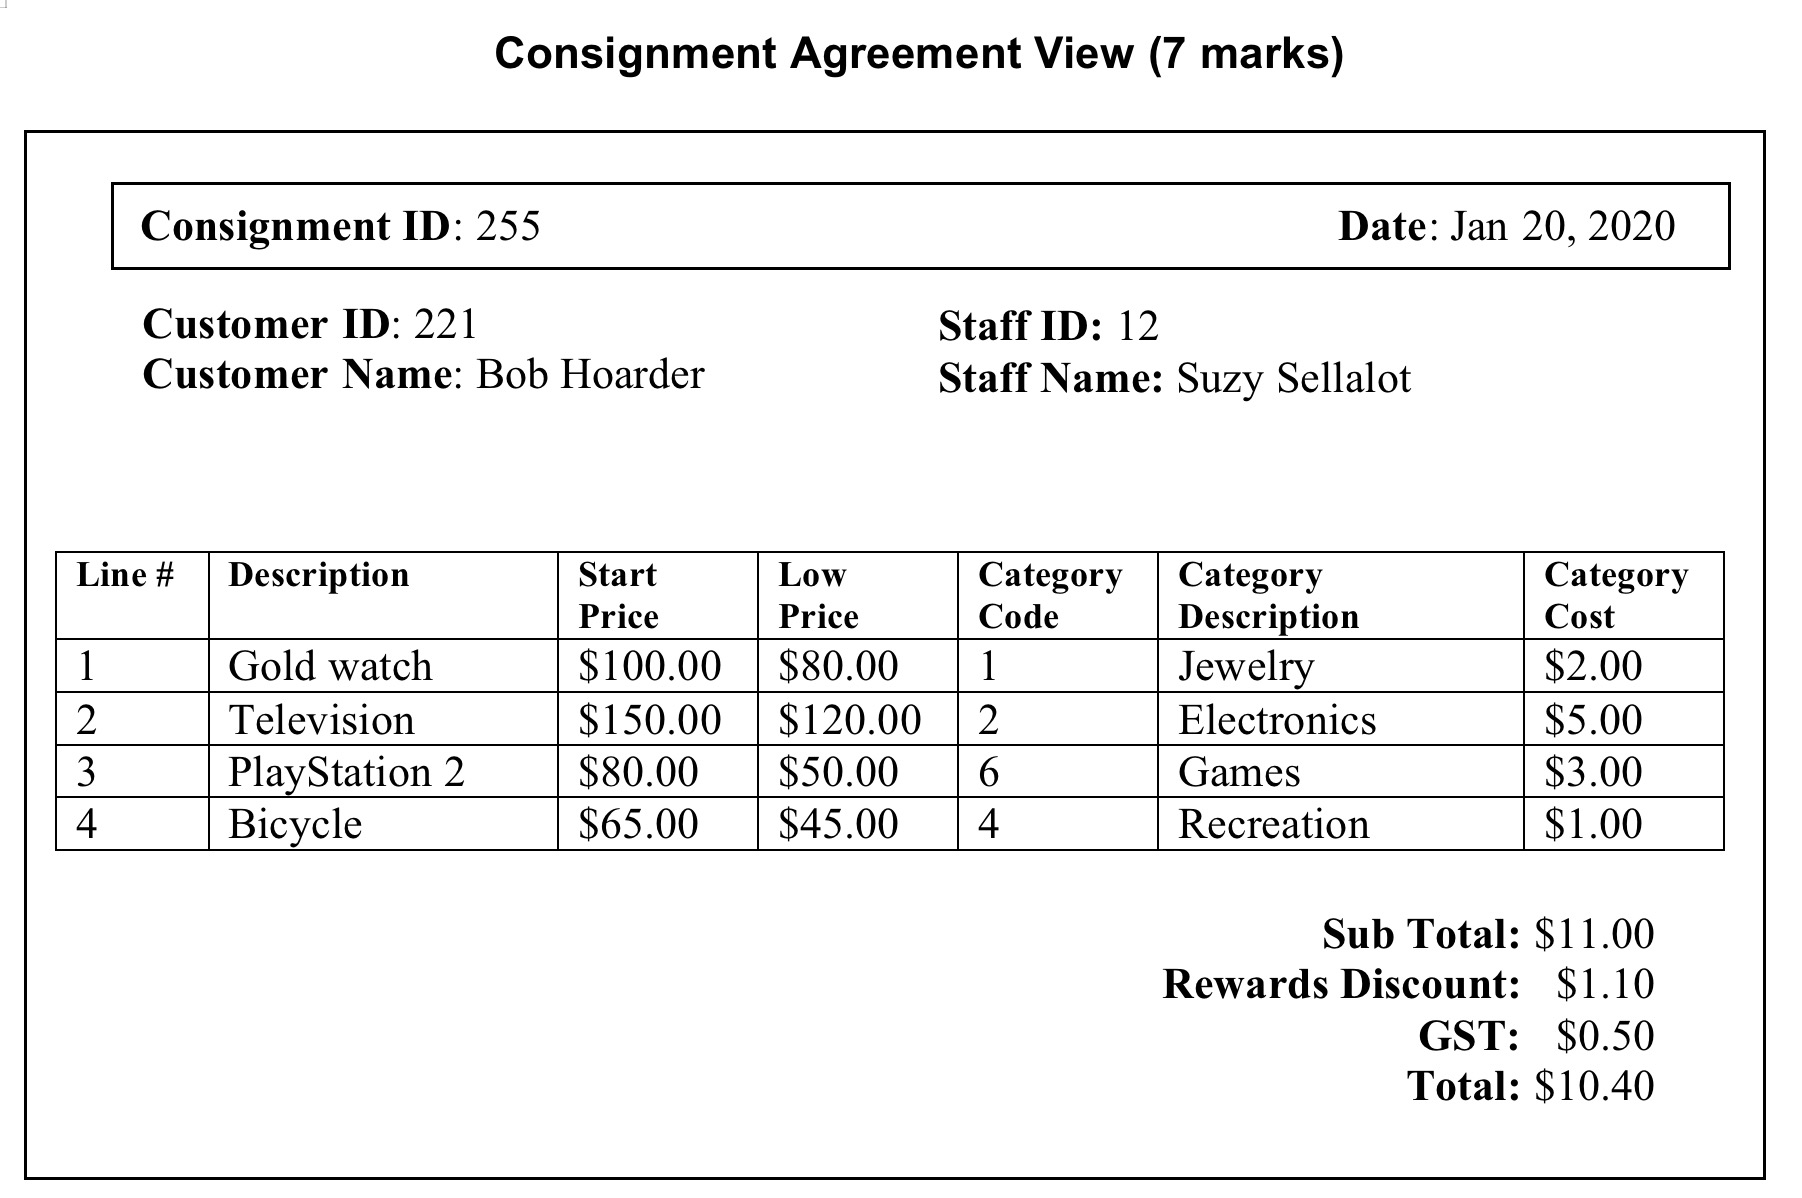 Consignment Agreement View (7 marks)
Consignment ID: 255 Date: Jan 20, 2020
Customer ID: 221 Staff ID: 12
Customer Name: Bob Hoarder Staff Name: Suzy Sellalot
Line # Description Start Price Low Price Category Code Category Description Category Cost
1 Gold watch $100.00 $80.00 1 Jewelry $2.00
2 Television $150.00 $120.00 2 Electronics $5.00
3 PlayStation 2 $80.00 $50.00 6 Games $3.00
4 Bicycle $65.00 $45.00 4 Recreation $1.00
Sub Total: $11.00
Rewards Discount: $1.10
GST: $0.50
Total: $10.40